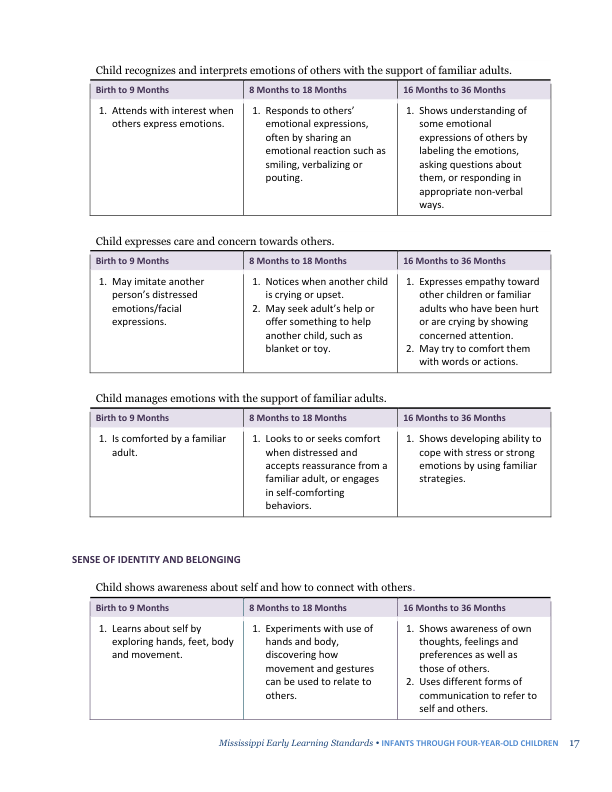 Child recognizes and interprets emotions of others with the support of familiar adults.
Birth to 9 Months
8 Months to 18 Months
16 Months to 36 Months
1. Attends with interest when
others express emotions.
1. Responds to others’
emotional expressions,
often by sharing an
emotional reaction such as
smiling, verbalizing or
pouting.
1. Shows understanding of
some emotional
expressions of others by
labeling the emotions,
asking questions about
them, or responding in
appropriate non-verbal
ways.
Child expresses care and concern towards others.
Birth to 9 Months
8 Months to 18 Months
16 Months to 36 Months
1. May imitate another
person’s distressed
emotions/facial
expressions.
1. Notices when another child
is crying or upset.
2. May seek adult’s help or
offer something to help
another child, such as
blanket or toy.
1. Expresses empathy toward
other children or familiar
adults who have been hurt
or are crying by showing
concerned attention.
2. May try to comfort them
with words or actions.
Child manages emotions with the support of familiar adults.
Birth to 9 Months
8 Months to 18 Months
16 Months to 36 Months
1. Is comforted by a familiar
adult.
1. Looks to or seeks comfort
when distressed and
accepts reassurance from a
familiar adult, or engages
in self-comforting
behaviors.
1. Shows developing ability to
cope with stress or strong
emotions by using familiar
strategies.
SENSE OF IDENTITY AND BELONGING
Child shows awareness about self and how to connect with others.
Birth to 9 Months
8 Months to 18 Months
16 Months to 36 Months
1. Learns about self by
exploring hands, feet, body
and movement.
1. Experiments with use of
hands and body,
discovering how
movement and gestures
can be used to relate to
others.
1. Shows awareness of own
thoughts, feelings and
preferences as well as
those of others.
2. Uses different forms of
communication to refer to
self and others.
Mississippi Early Learning Standards • INFANTS THROUGH FOUR-YEAR-OLD CHILDREN 17